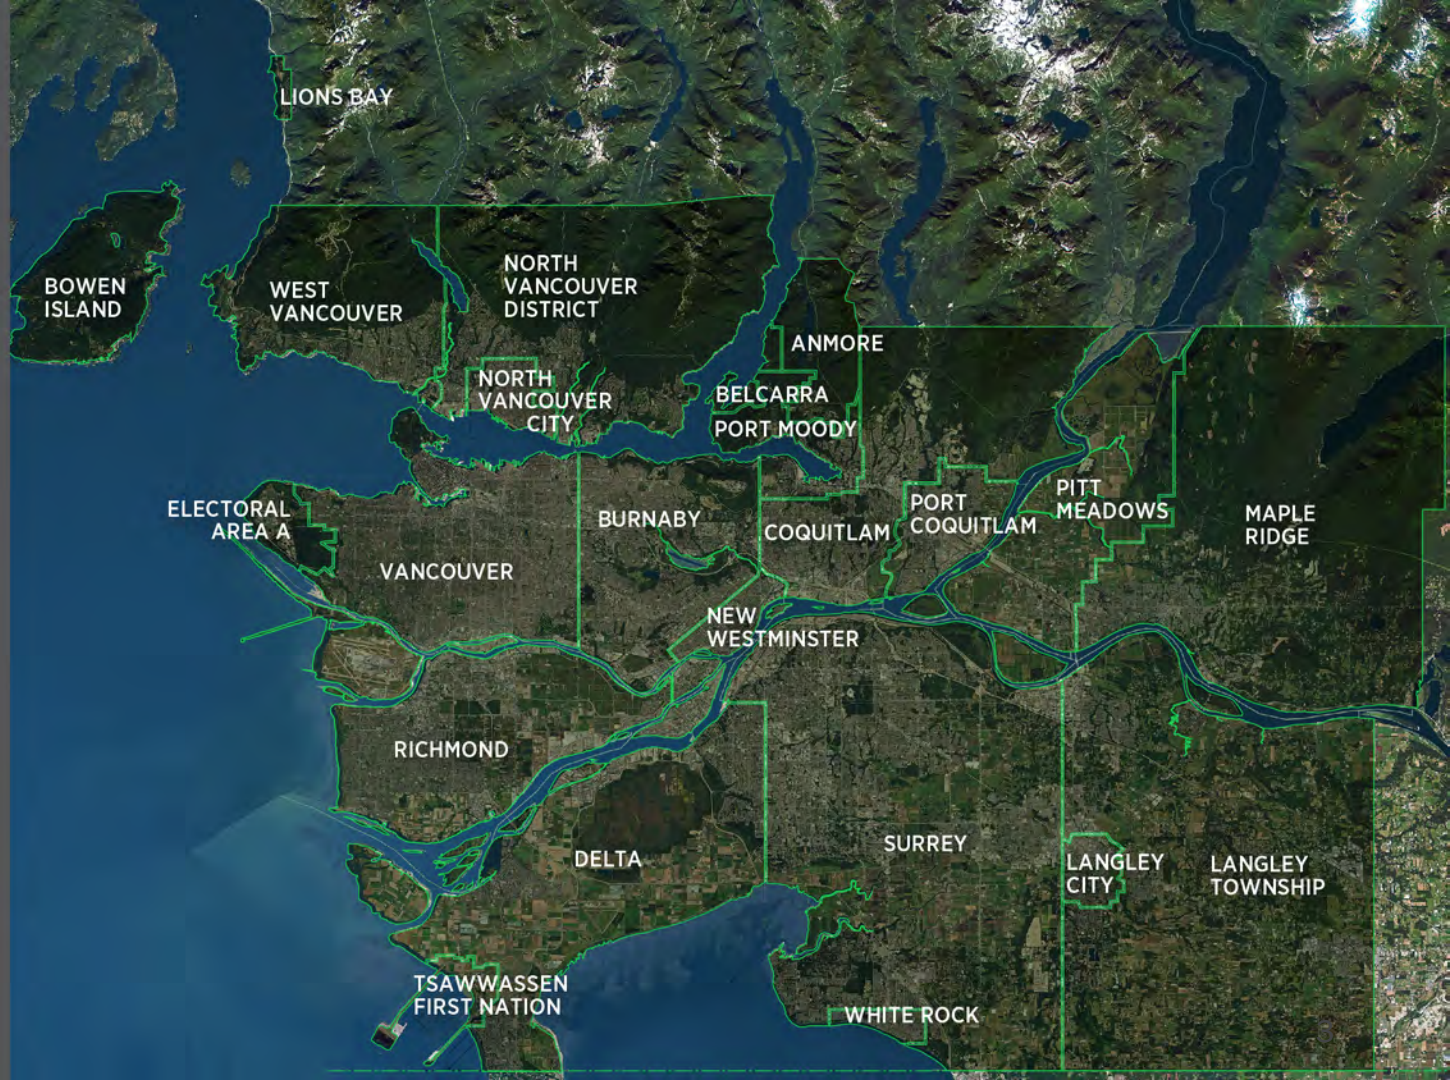 LIONS BAY
BOWEN
ISLAND
WEST
VANCOUVER
NORTH
VANCOUVER
DISTRICT
ANMORE
NORTH
VANCOUVER
CITY
BELCARRA
PORT MOODY
ELECTORAL
AREA A
VANCOUVER
BURNABY
COQUITLAM
PORT
COQUITLAM
PITT
MEADOWS
MAPLE
RIDGE
NEW
WESTMINSTER
RICHMOND
DELTA
SURREY
LANGLEY
CITY
LANGLEY
TOWNSHIP
TSAWWASSEN
FIRST NATION
WHITE ROCK